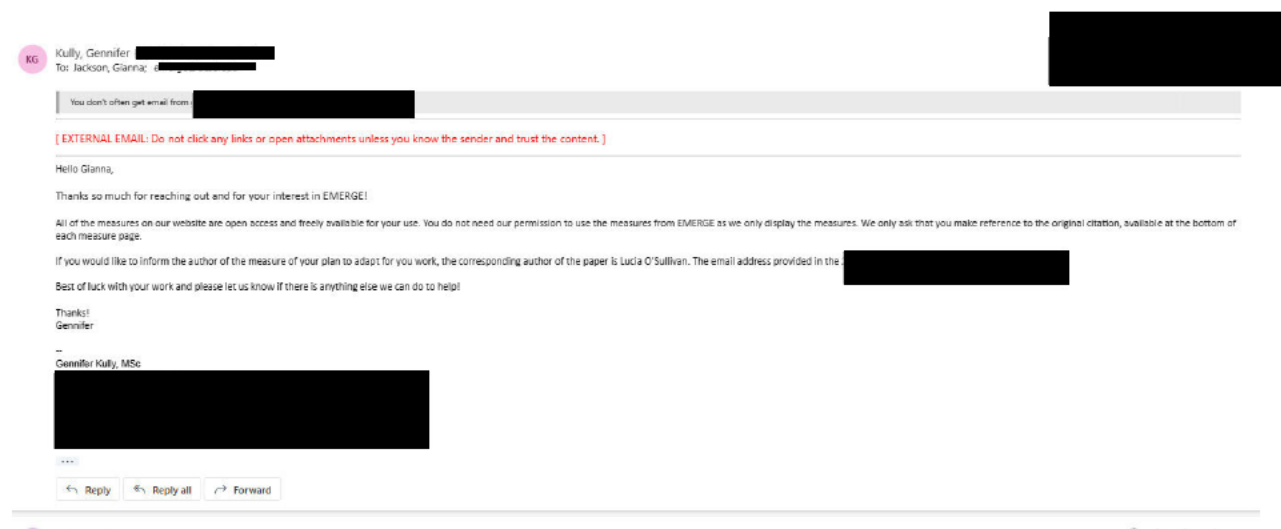 KG
Kully, Gennifer
To: Jackson, Gianna;
You don't often get email from
[ EXTERNAL EMAIL: Do not click any links or open attachments unless you know the sender and trust the content. ]
Hello Gianna,
Thanks so much for reaching out and for your interest in EMERGE!
All of the measures on our website are open access and freely available for your use. You do not need our permission to use the measures from EMERGE as we only display the measures. We only ask that you make reference to the original citation, available at the bottom of
each measure page.
If you would like to inform the author of the measure of your plan to adapt for you work, the corresponding author of the paper is Lucia O'Sullivan. The email address provided in the
Best of luck with your work and please let us know if there is anything else we can do to help!
Thanks!
Gennifer
--
Gennifer Kully, MSc
...
Reply Reply all Forward